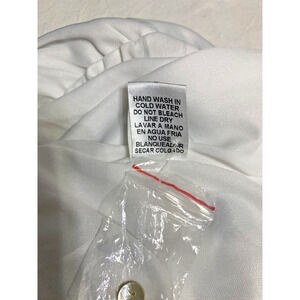 HAND WASH IN
COLD WATER
DO NOT BLEACH
LINE DRY
LAVAR A MANO
EN AGUA FRIA
NO USE
BLANQUEADOR
SECAR COLGADO